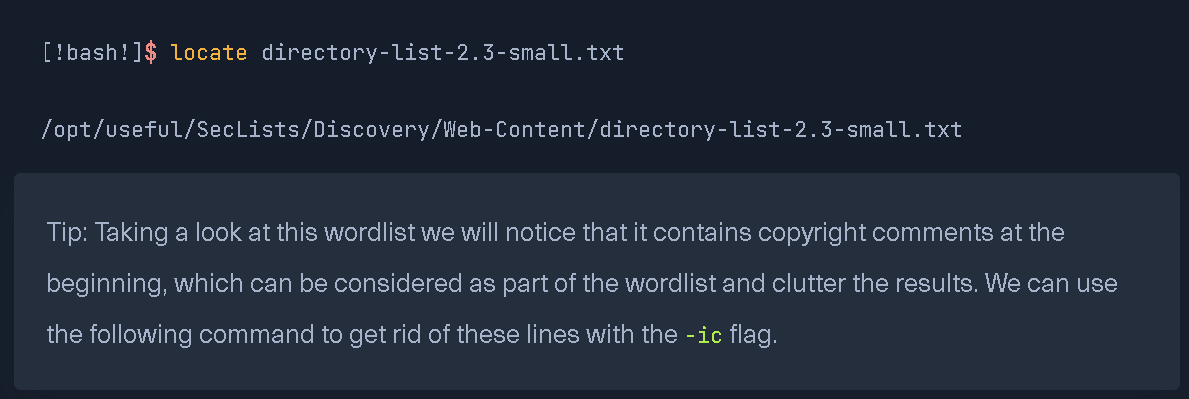 [!bash!]$ locate directory-list-2.3-small.txt
/opt/useful/SecLists/Discovery/Web-Content/directory-list-2.3-small.txt
Tip: Taking a look at this wordlist we will notice that it contains copyright comments at the
beginning, which can be considered as part of the wordlist and clutter the results. We can use
the following command to get rid of these lines with the -ic flag.